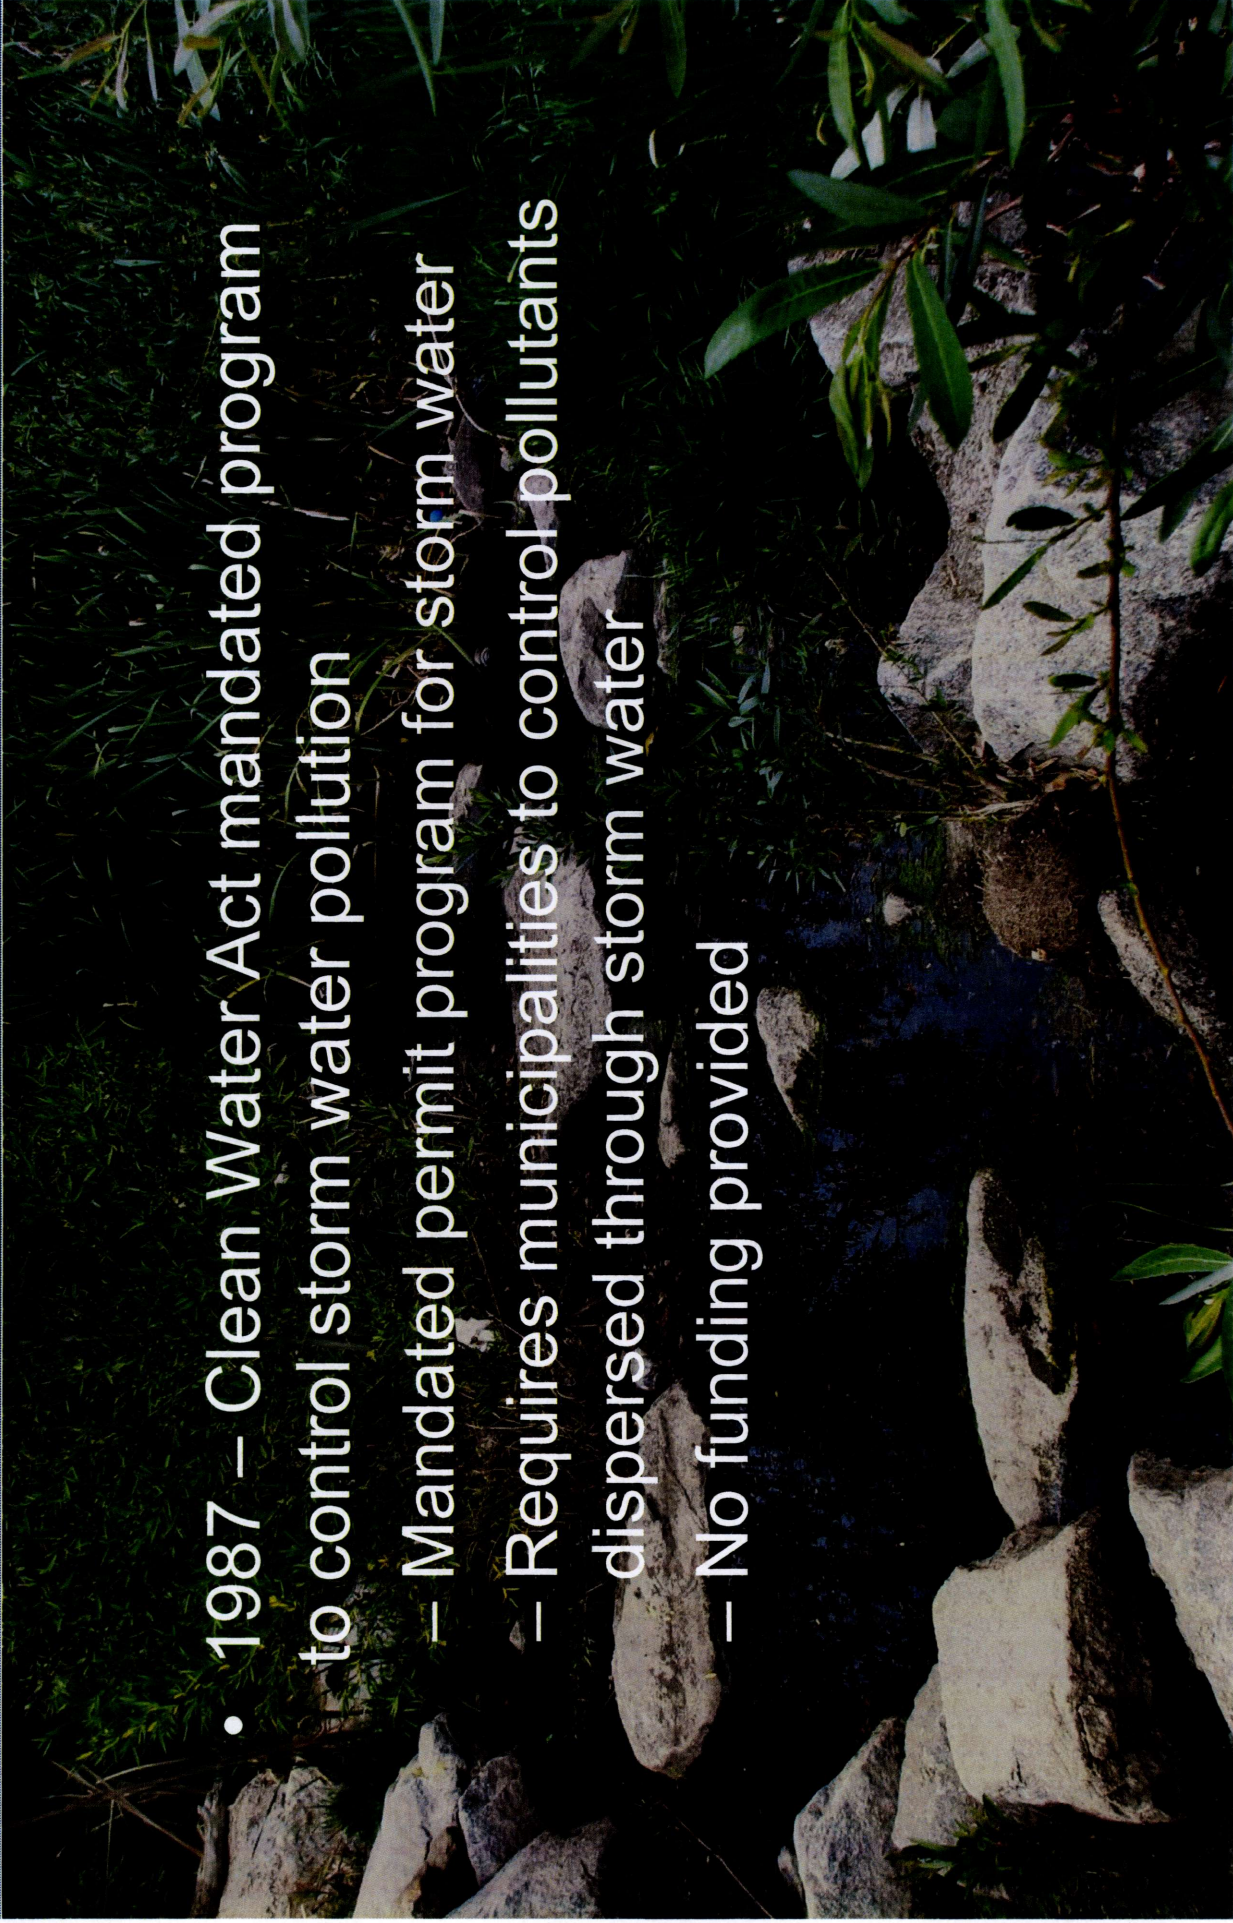 • 1987 – Clean Water Act mandated program
to control storm water pollution
– Mandated permit program for storm water
– Requires municipalities to control pollutants
dispersed through storm water
– No funding provided